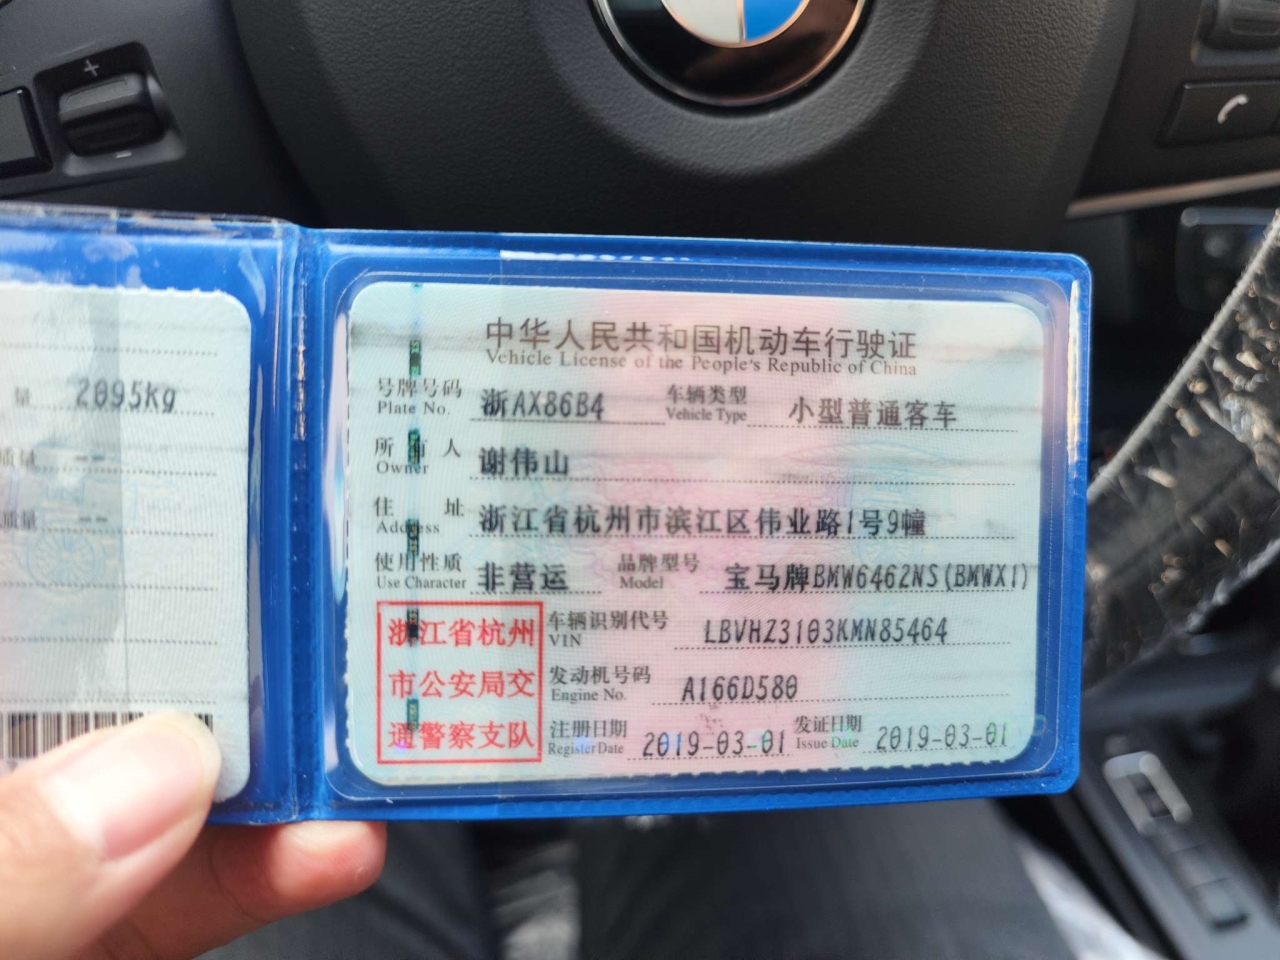 量 2095Kg
质量 --
质量 --
中华人民共和国机动车行驶证
Vehicle License of the People's Republic of China
号牌号码 浙AX86B4 车辆类型 小型普通客车
Plate No. Vehicle Type
所有人 谢伟山
Owner
住址 浙江省杭州市滨江区伟业路1号9幢
Address
使用性质 非营运 品牌型号 宝马牌BMW6462NS(BMWX1)
Use Character Model
浙江省杭州
市公安局交
通警察支队
车辆识别代号 LBVHZ3103KMN85464
VIN
发动机号码 A166D580
Engine No.
注册日期 2019-03-01 发证日期 2019-03-01
Register Date Issue Date